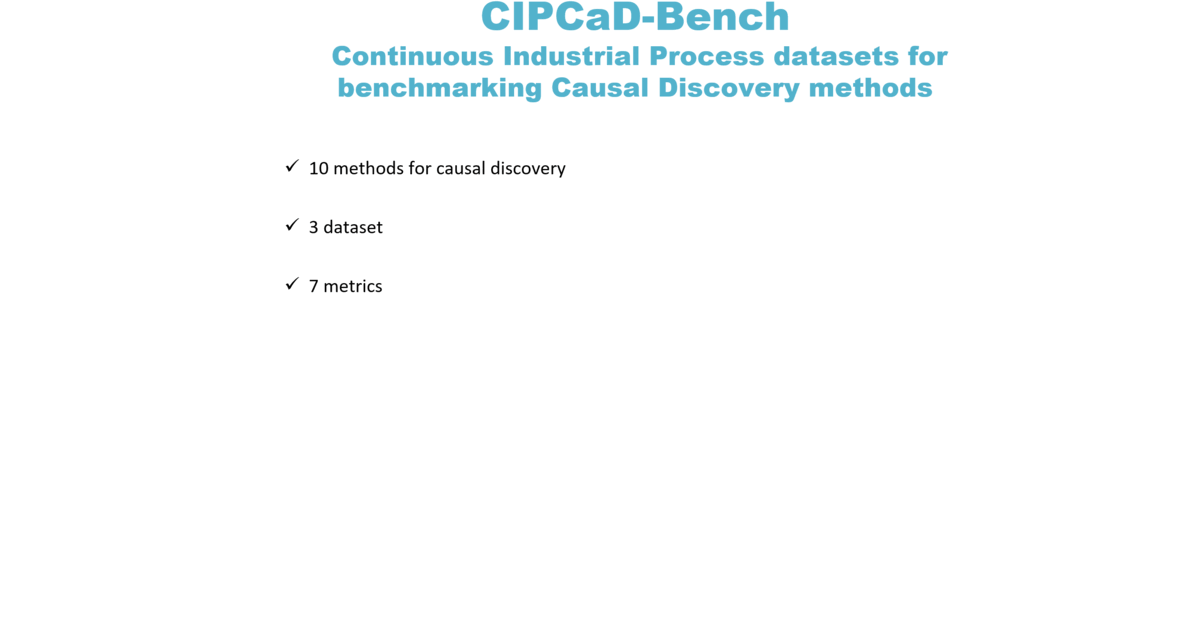 CIPCaD-Bench
Continuous Industrial Process datasets for
benchmarking Causal Discovery methods
✓ 10 methods for causal discovery
✓ 3 dataset
✓ 7 metrics